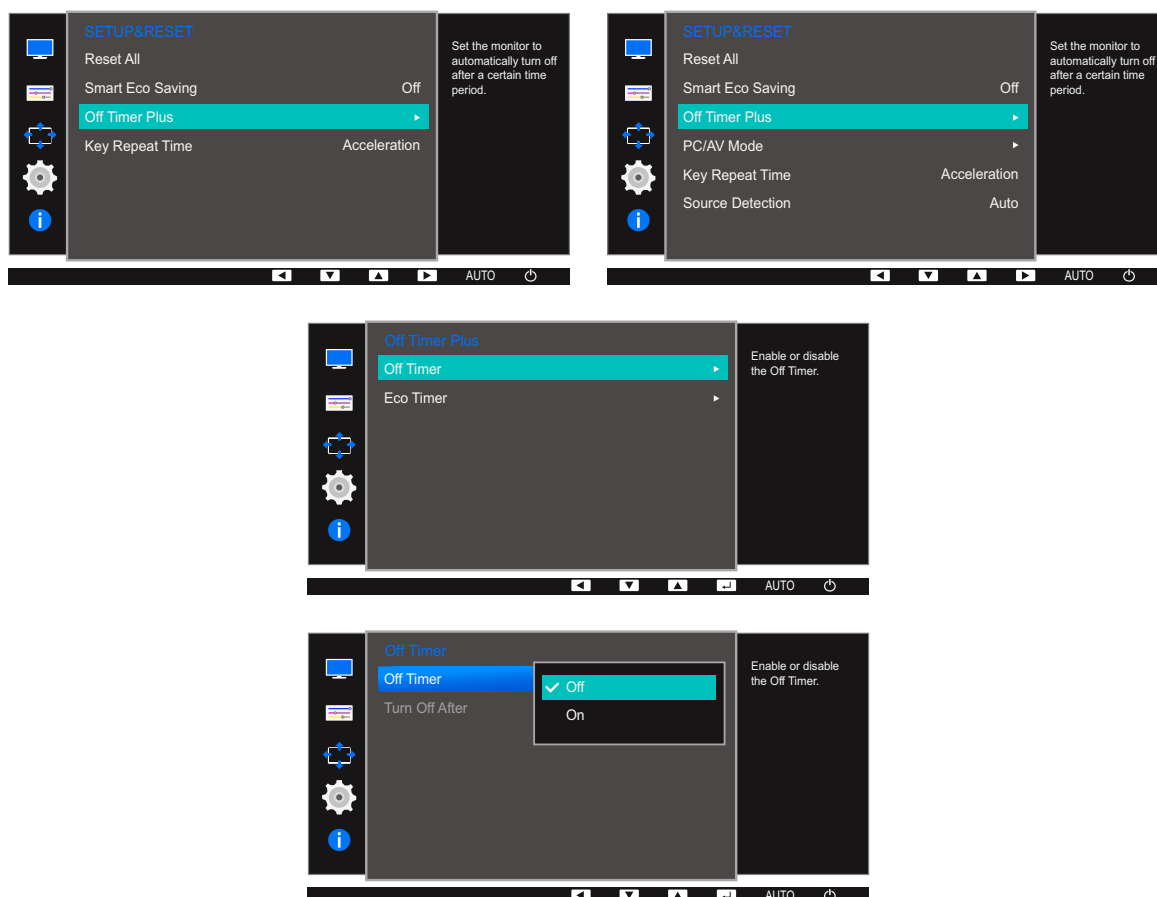 SETUP&RESET
Reset All
Smart Eco Saving Off
Off Timer Plus
Key Repeat Time Acceleration
Set the monitor to
automatically turn off
after a certain time
period.
AUTO
SETUP&RESET
Reset All
Smart Eco Saving Off
Off Timer Plus
PC/AV Mode
Key Repeat Time Acceleration
Source Detection Auto
Set the monitor to
automatically turn off
after a certain time
period.
AUTO
Off Timer Plus
Off Timer
Eco Timer
Enable or disable
the Off Timer.
AUTO
Off Timer
Off Timer
Turn Off After
Off
On
Enable or disable
the Off Timer.
AUTO